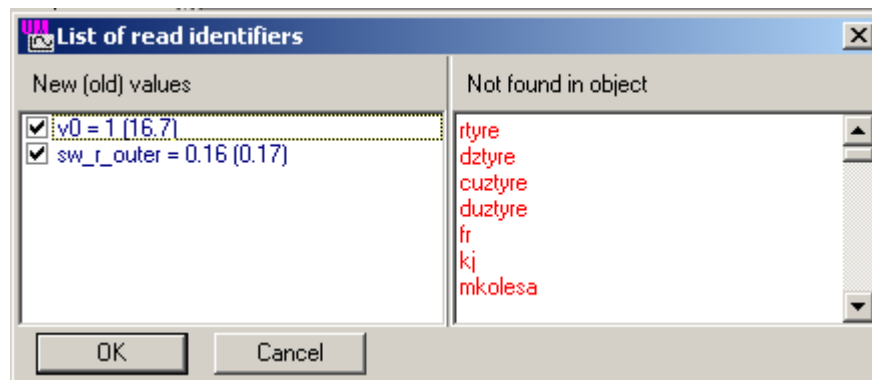 List of read identifiers
New (old) values
v0 = 1 (16.7)
sw_r_outer = 0.16 (0.17)
Not found in object
rtyre
dztyre
cuztyre
duztyre
fr
kj
mkolesa
OK
Cancel